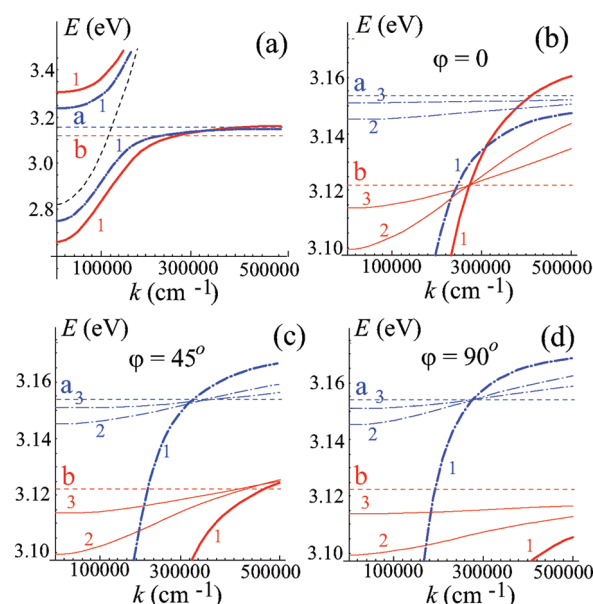 E (eV)
(a)
3.4
3.2
3.0
2.8
1
1
a
b
1
1
100000 300000 500000
k (cm⁻¹)
E (eV)
(b)
φ = 0
3.16
3.14
3.12
3.10
a
3
2
1
b
3
2
1
100000 300000 500000
k (cm⁻¹)
E (eV)
(c)
φ = 45°
3.16
3.14
3.12
3.10
a
3
2
1
b
3
2
1
100000 300000 500000
k (cm⁻¹)
E (eV)
(d)
φ = 90°
3.16
3.14
3.12
3.10
a
3
2
1
b
3
2
1
100000 300000 500000
k (cm⁻¹)